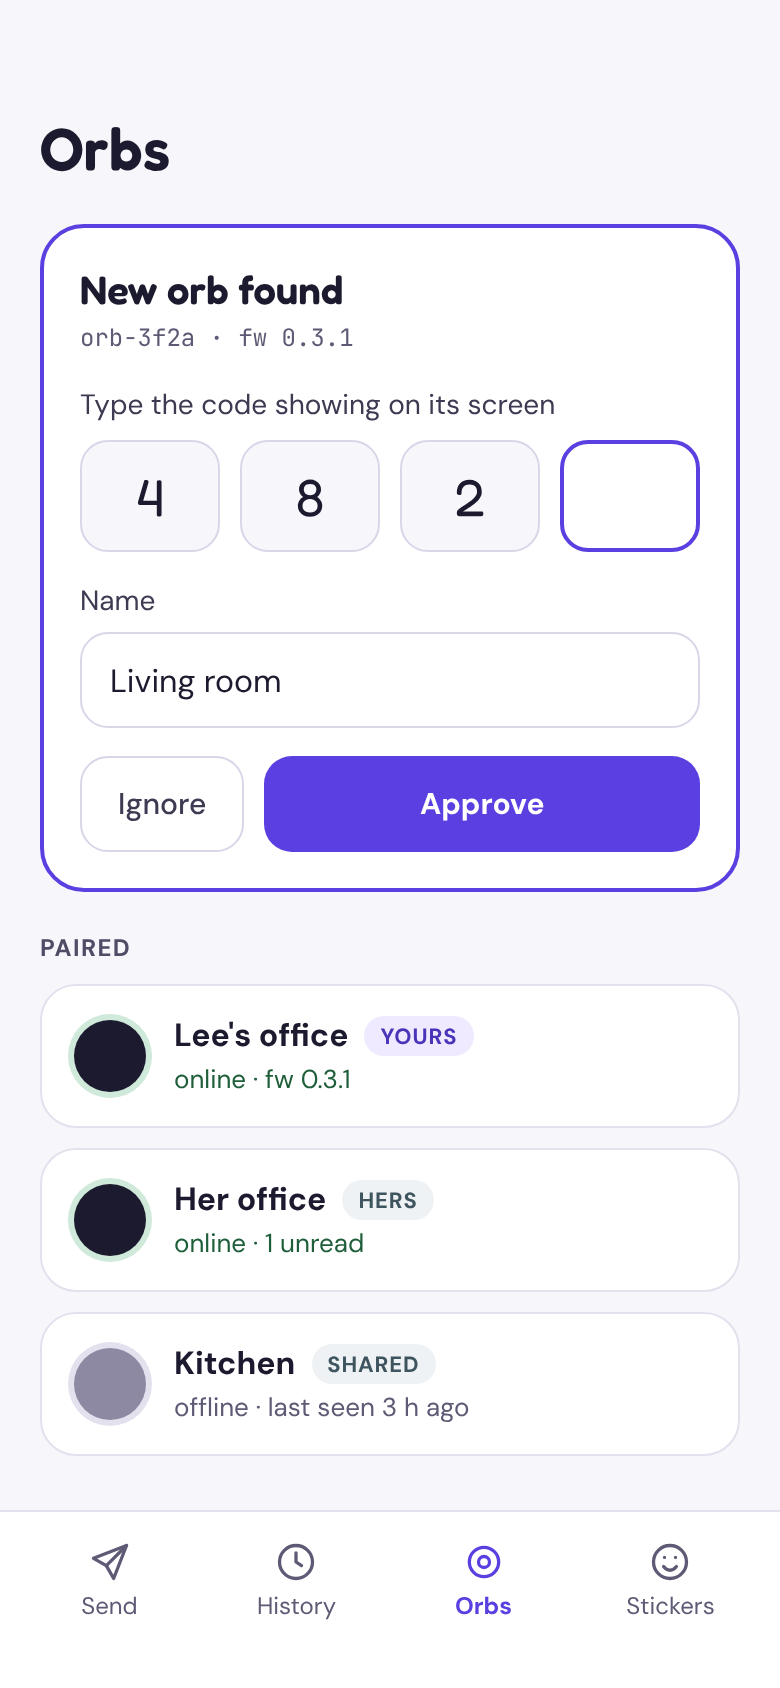 Orbs
New orb found
orb-3f2a · fw 0.3.1
Type the code showing on its screen
4 8 2
Name
Living room
Ignore Approve
PAIRED
Lee's office YOURS
online · fw 0.3.1
Her office HERS
online · 1 unread
Kitchen SHARED
offline · last seen 3 h ago
Send History Orbs Stickers